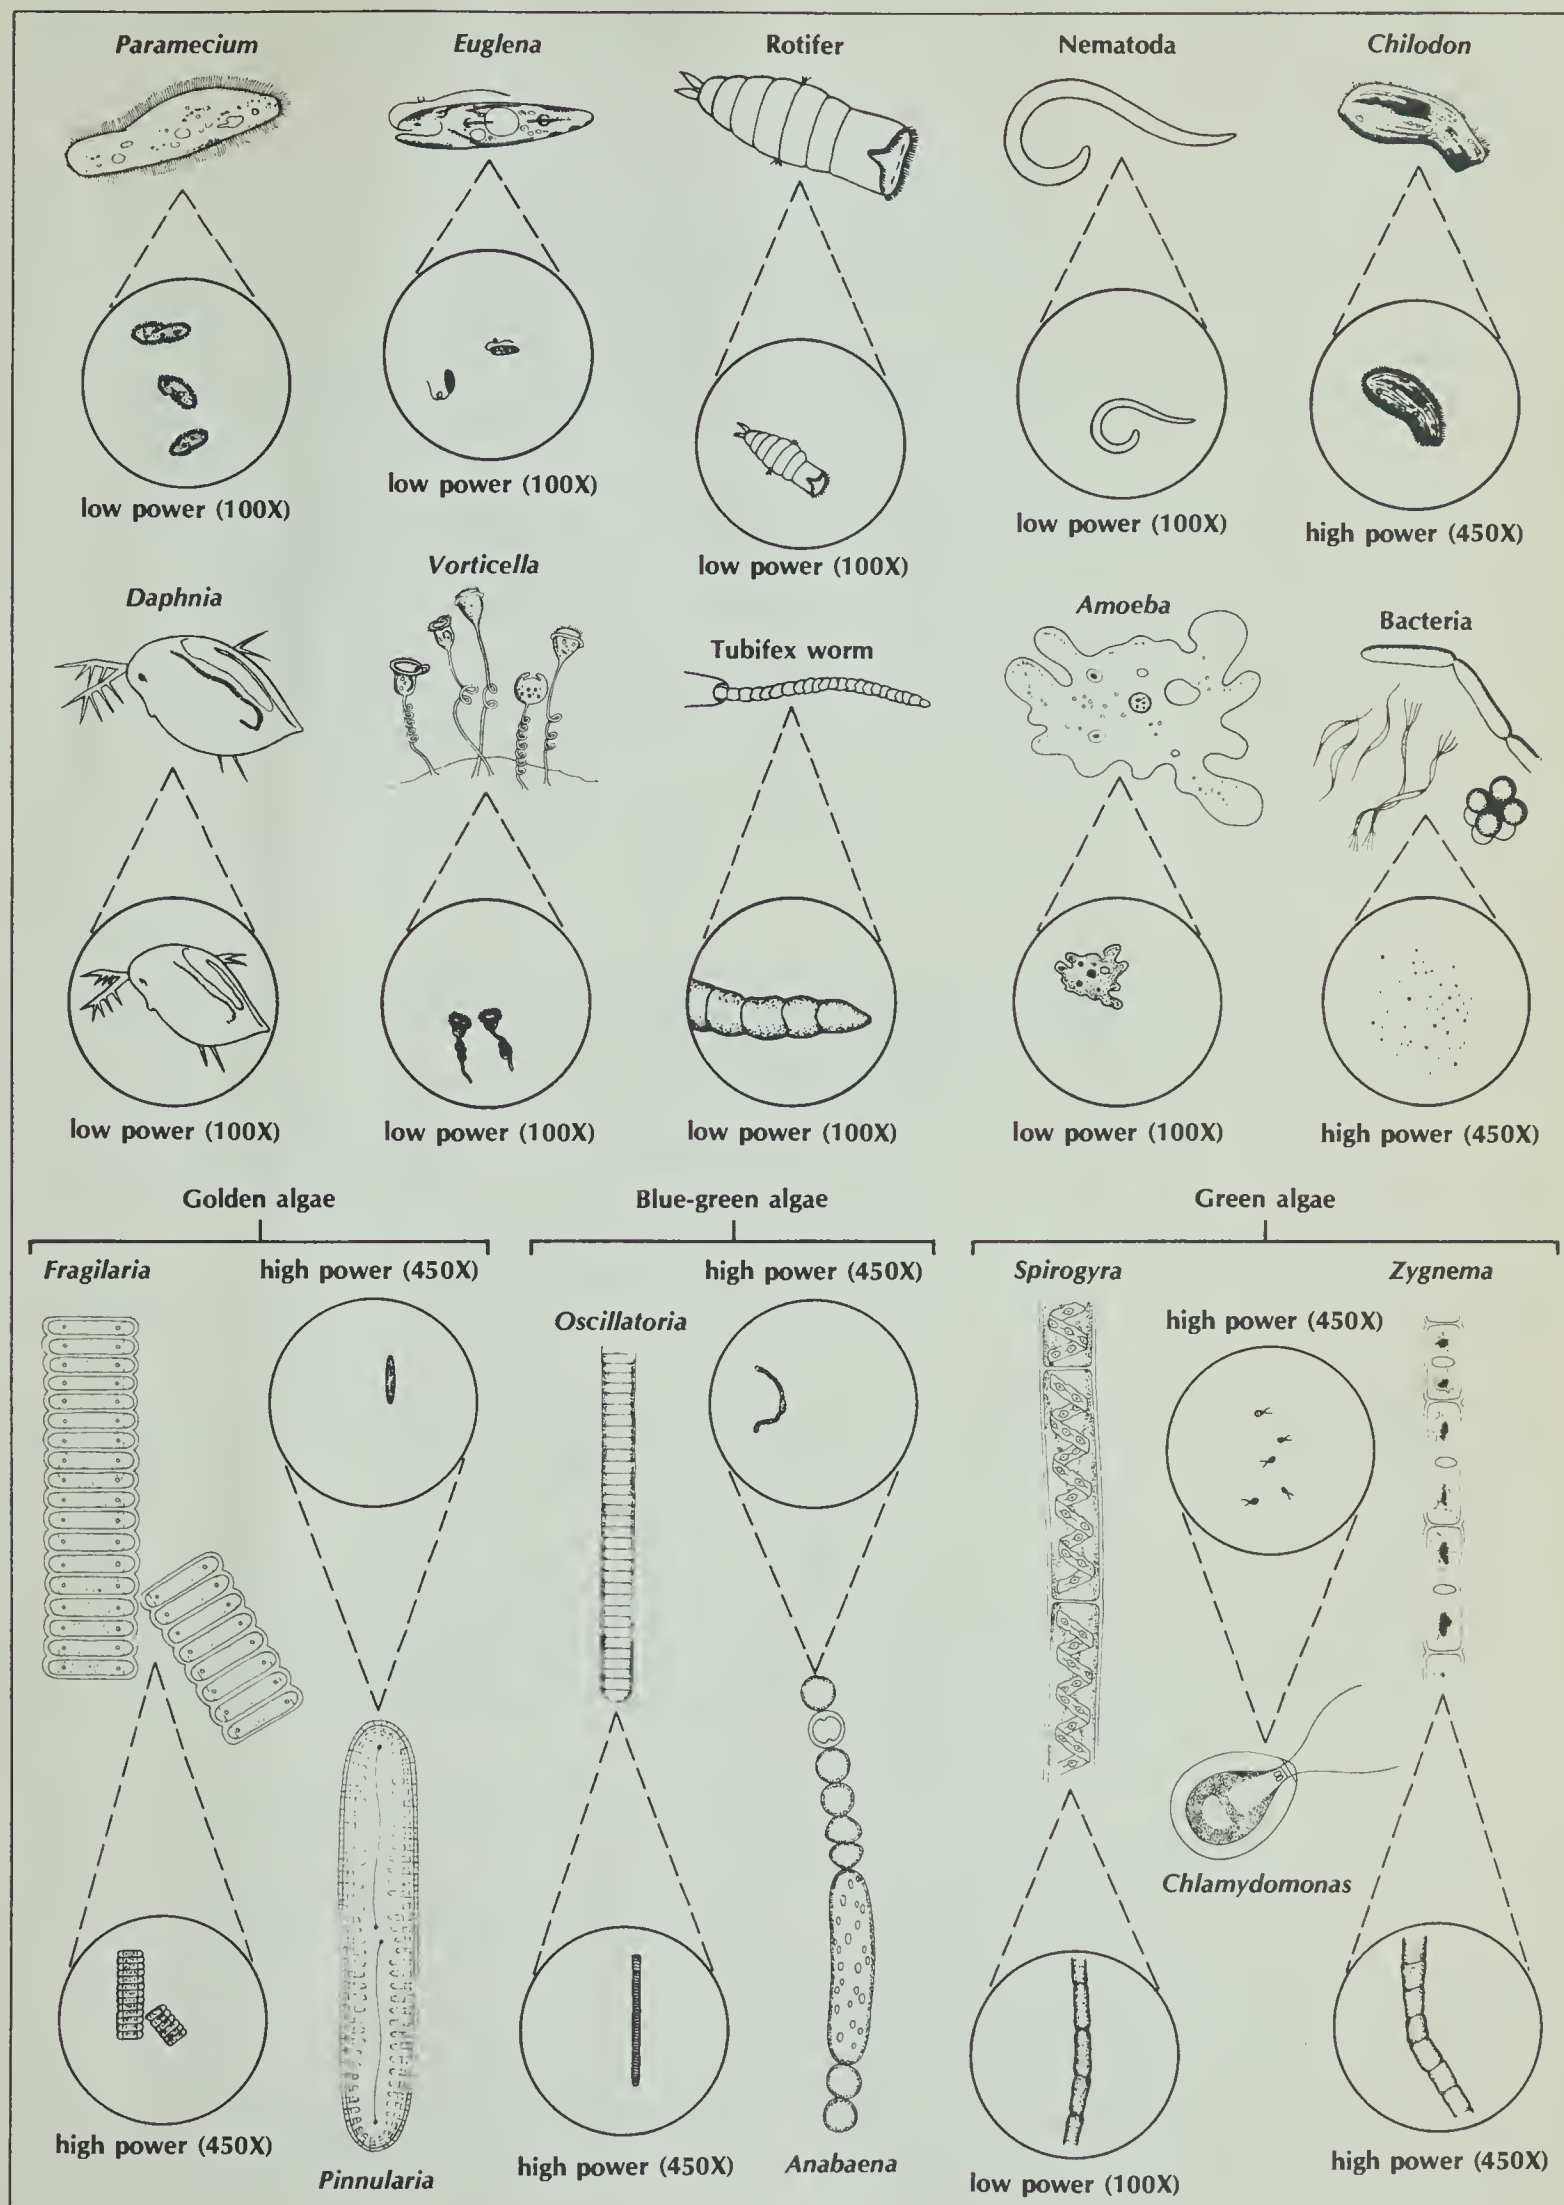 Paramecium
Euglena
Rotifer
Nematoda
Chilodon
low power (100X)
low power (100X)
low power (100X)
low power (100X)
high power (450X)
Daphnia
Vorticella
Tubifex worm
Amoeba
Bacteria
low power (100X)
low power (100X)
low power (100X)
low power (100X)
high power (450X)
Golden algae
Blue-green algae
Green algae
Fragilaria
high power (450X)
Oscillatoria
high power (450X)
Spirogyra
high power (450X)
Zygnema
Chlamydomonas
high power (450X)
Pinnularia
high power (450X)
Anabaena
low power (100X)
high power (450X)